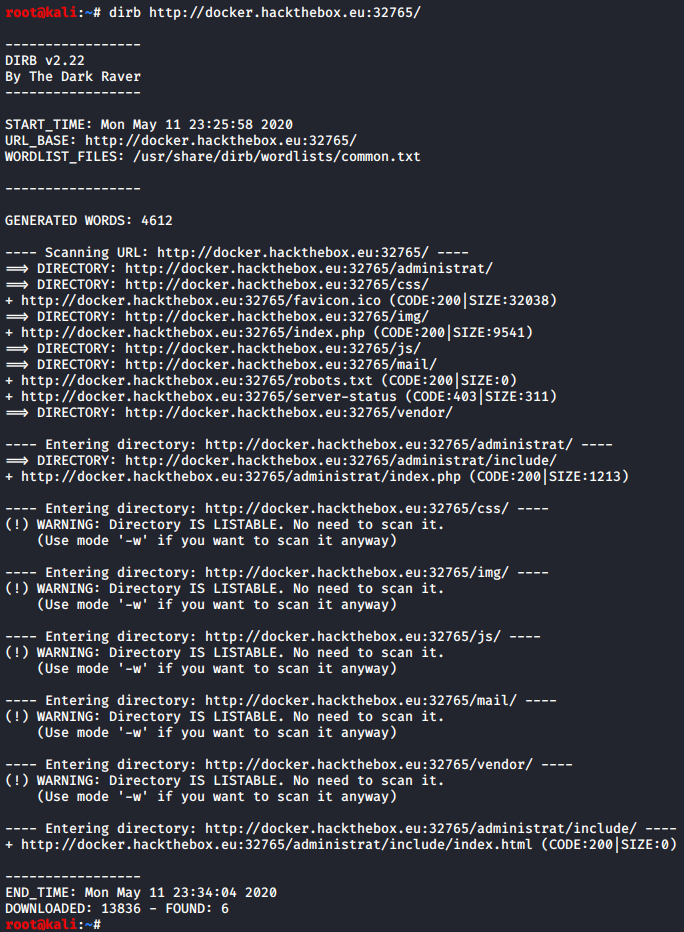 root@kali:~# dirb http://docker.hackthebox.eu:32765/
-----------------
DIRB v2.22
By The Dark Raver
-----------------
START_TIME: Mon May 11 23:25:58 2020
URL_BASE: http://docker.hackthebox.eu:32765/
WORDLIST_FILES: /usr/share/dirb/wordlists/common.txt
-----------------
GENERATED WORDS: 4612
---- Scanning URL: http://docker.hackthebox.eu:32765/ ----
==> DIRECTORY: http://docker.hackthebox.eu:32765/administrat/
==> DIRECTORY: http://docker.hackthebox.eu:32765/css/
+ http://docker.hackthebox.eu:32765/favicon.ico (CODE:200|SIZE:32038)
==> DIRECTORY: http://docker.hackthebox.eu:32765/img/
+ http://docker.hackthebox.eu:32765/index.php (CODE:200|SIZE:9541)
==> DIRECTORY: http://docker.hackthebox.eu:32765/js/
==> DIRECTORY: http://docker.hackthebox.eu:32765/mail/
+ http://docker.hackthebox.eu:32765/robots.txt (CODE:200|SIZE:0)
+ http://docker.hackthebox.eu:32765/server-status (CODE:403|SIZE:311)
==> DIRECTORY: http://docker.hackthebox.eu:32765/vendor/
---- Entering directory: http://docker.hackthebox.eu:32765/administrat/ ----
==> DIRECTORY: http://docker.hackthebox.eu:32765/administrat/include/
+ http://docker.hackthebox.eu:32765/administrat/index.php (CODE:200|SIZE:1213)
---- Entering directory: http://docker.hackthebox.eu:32765/css/ ----
(!) WARNING: Directory IS LISTABLE. No need to scan it.
(Use mode '-w' if you want to scan it anyway)
---- Entering directory: http://docker.hackthebox.eu:32765/img/ ----
(!) WARNING: Directory IS LISTABLE. No need to scan it.
(Use mode '-w' if you want to scan it anyway)
---- Entering directory: http://docker.hackthebox.eu:32765/js/ ----
(!) WARNING: Directory IS LISTABLE. No need to scan it.
(Use mode '-w' if you want to scan it anyway)
---- Entering directory: http://docker.hackthebox.eu:32765/mail/ ----
(!) WARNING: Directory IS LISTABLE. No need to scan it.
(Use mode '-w' if you want to scan it anyway)
---- Entering directory: http://docker.hackthebox.eu:32765/vendor/ ----
(!) WARNING: Directory IS LISTABLE. No need to scan it.
(Use mode '-w' if you want to scan it anyway)
---- Entering directory: http://docker.hackthebox.eu:32765/administrat/include/ ----
+ http://docker.hackthebox.eu:32765/administrat/include/index.html (CODE:200|SIZE:0)
-----------------
END_TIME: Mon May 11 23:34:04 2020
DOWNLOADED: 13836 - FOUND: 6
root@kali:~#